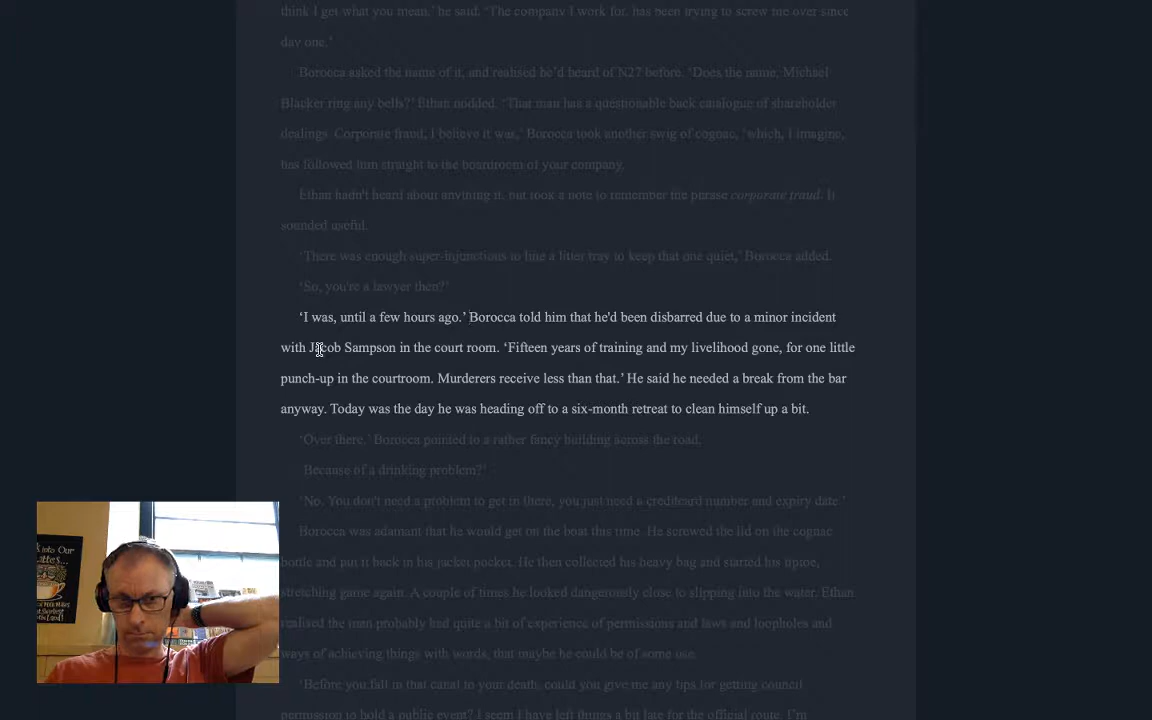 think I get what you mean.' he said. 'The company I work for, has been trying to screw me over since
day one.'
Borocca asked the name of it, and realised he'd heard of N27 before. 'Does the name, Michael
Blacker ring any bells?' Ethan nodded. 'That man has a questionable back catalogue of shareholder
dealings. Corporate fraud, I believe it was,' Borocca took another swig of cognac, 'which, I imagine,
has followed him straight to the boardroom of your company.
Ethan hadn't heard about anything it, but took a note to remember the phrase corporate fraud. It
sounded useful.
'There was enough super-injunctions to line a litter tray to keep that one quiet,' Borocca added.
'So, you're a lawyer then?'
'I was, until a few hours ago.' Borocca told him that he'd been disbarred due to a minor incident
with Jacob Sampson in the court room. 'Fifteen years of training and my livelihood gone, for one little
punch-up in the courtroom. Murderers receive less than that.' He said he needed a break from the bar
anyway. Today was the day he was heading off to a six-month retreat to clean himself up a bit.
'Over there.' Borocca pointed to a rather fancy building across the road.
'Because of a drinking problem?'
'No. You don't need a problem to get in there, you just need a creditcard number and expiry date.'
Borocca was adamant that he would get on the boat this time. He screwed the lid on the cognac
bottle and put it back in his jacket pocket. He then collected his heavy bag and started his tiptoe,
stretching game again. A couple of times he looked dangerously close to slipping into the water. Ethan
realised the man probably had quite a bit of experience of permissions and laws and loopholes and
ways of achieving things with words, that maybe he could be of some use.
'Before you fall in that canal to your death, could you give me any tips for getting council
permission to hold a public event? I seem I have left things a bit late for the official route. I'm
into Our